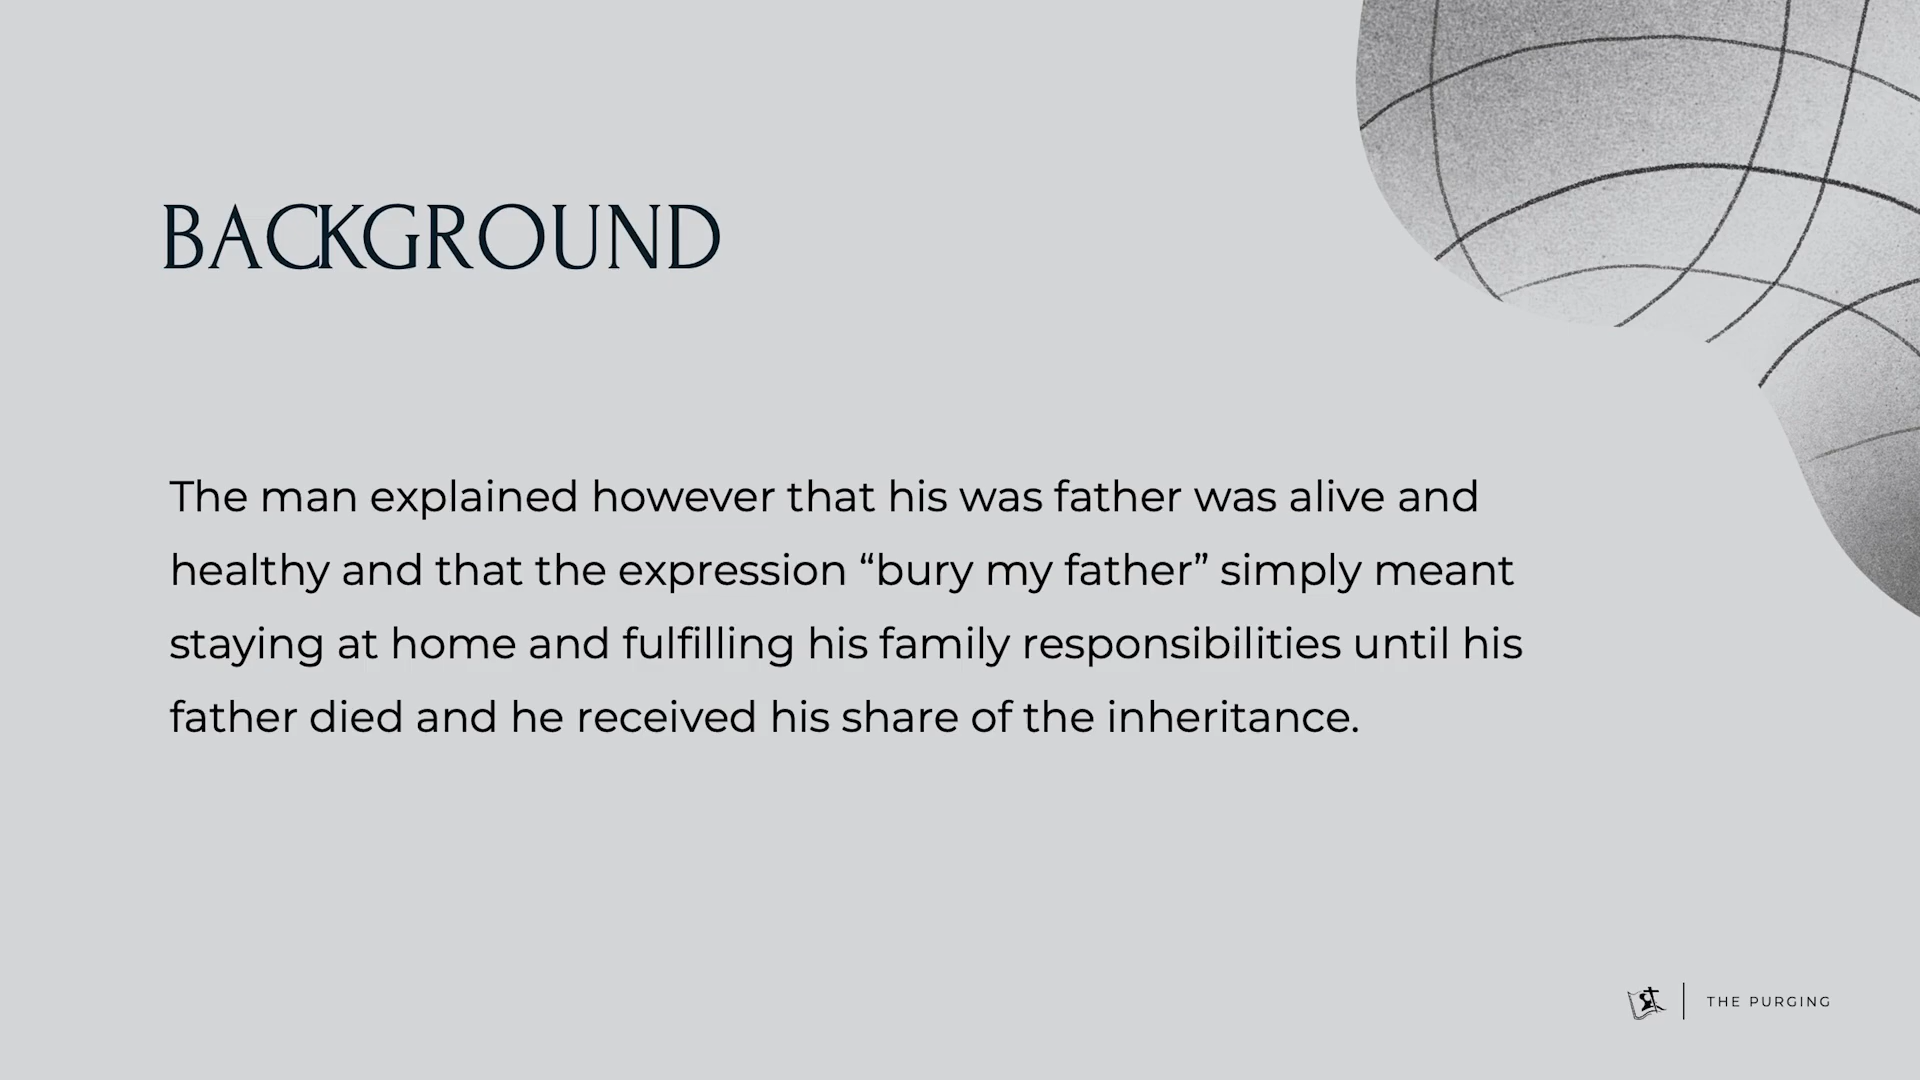 BACKGROUND
The man explained however that his was father was alive and
healthy and that the expression “bury my father” simply meant
staying at home and fulfilling his family responsibilities until his
father died and he received his share of the inheritance.
THE PURGING